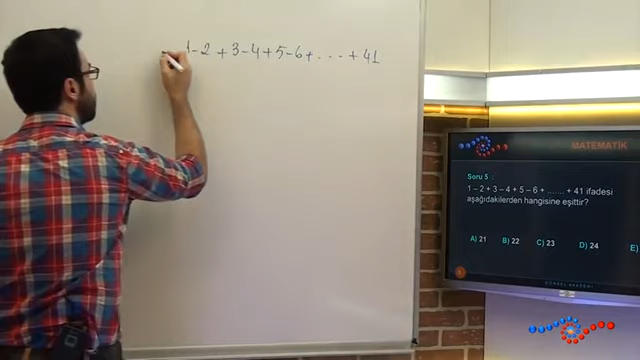 1 - 2 + 3 - 4 + 5 - 6 + ... + 41
MATEMATİK
Soru 5 :
1 – 2 + 3 – 4 + 5 – 6 + ....... + 41 ifadesi
aşağıdakilerden hangisine eşittir?
A) 21 B) 22 C) 23 D) 24 E)